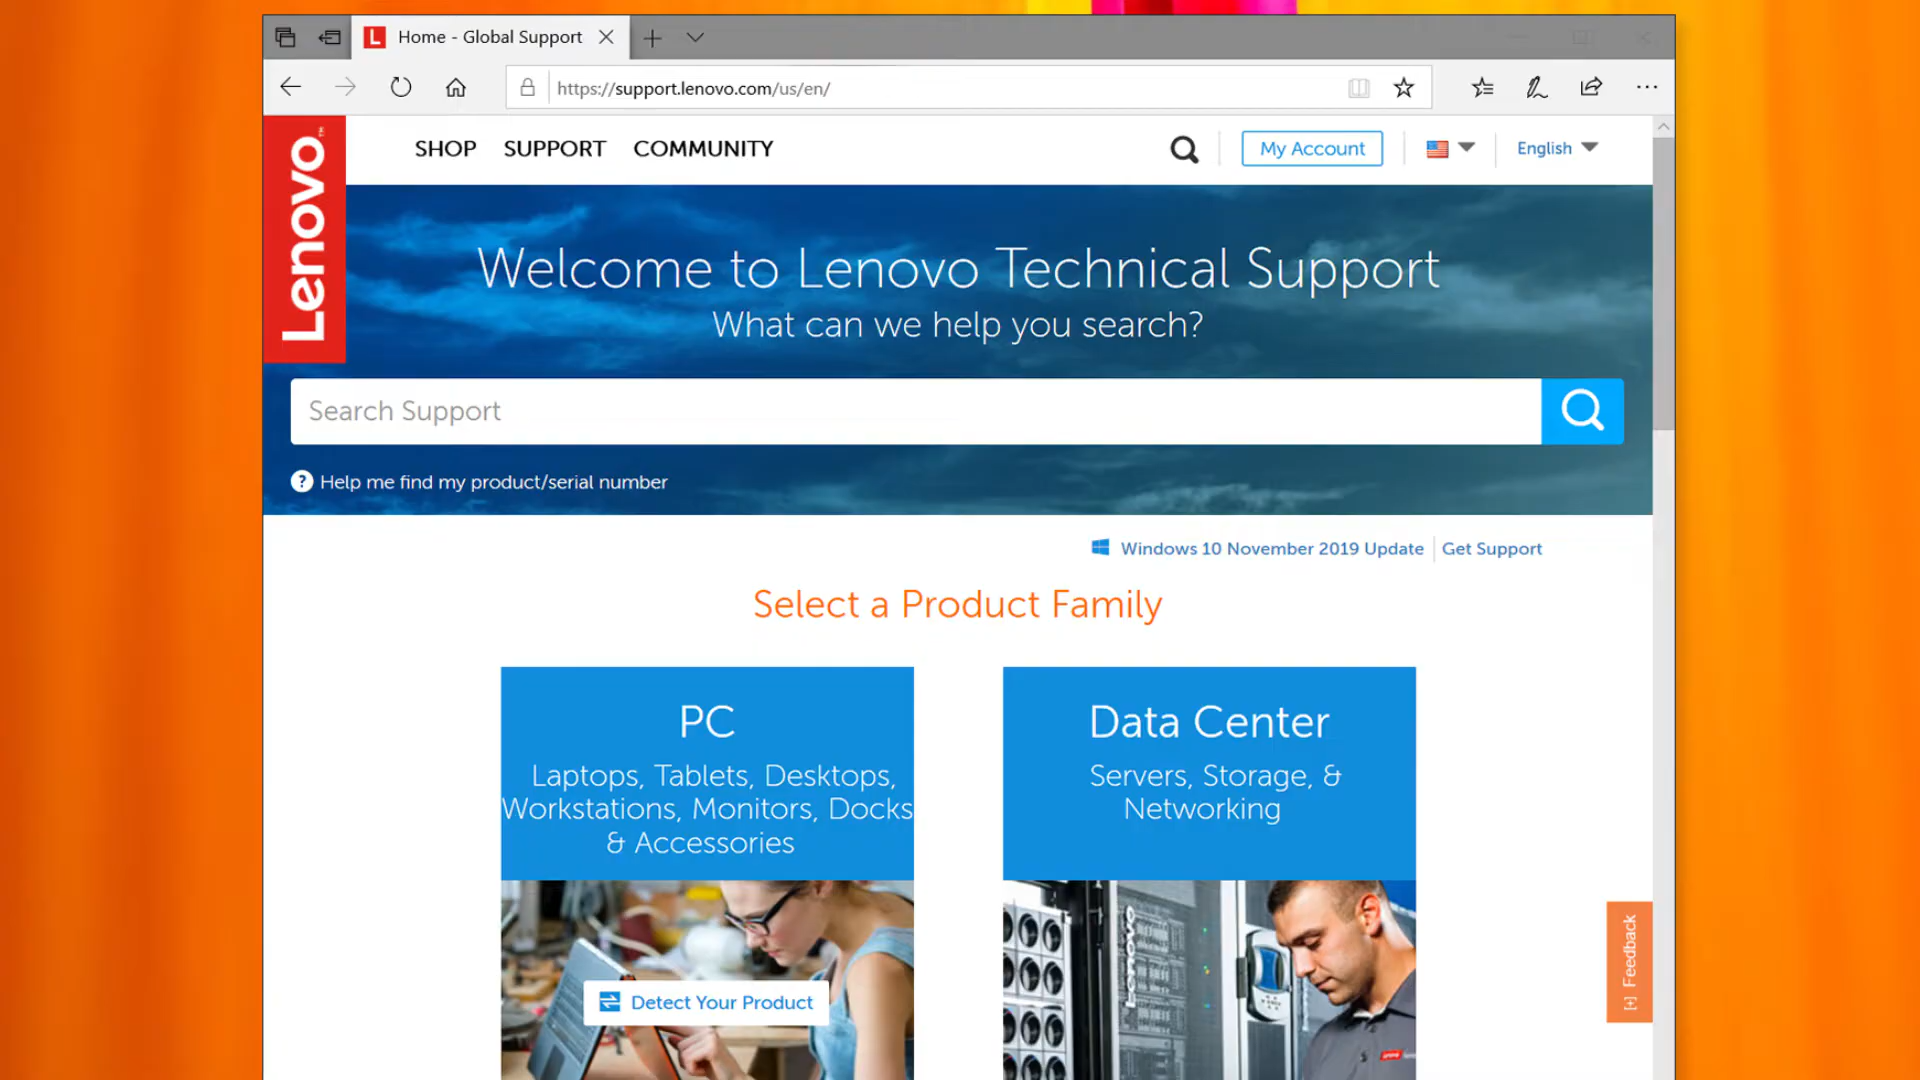 Home - Global Support
https://support.lenovo.com/us/en/
Lenovo
SHOP SUPPORT COMMUNITY
My Account
English
Welcome to Lenovo Technical Support
What can we help you search?
Search Support
? Help me find my product/serial number
Windows 10 November 2019 Update
Get Support
Select a Product Family
PC
Laptops, Tablets, Desktops,
Workstations, Monitors, Docks
& Accessories
Data Center
Servers, Storage, &
Networking
Detect Your Product
Lenovo
[+] Feedback